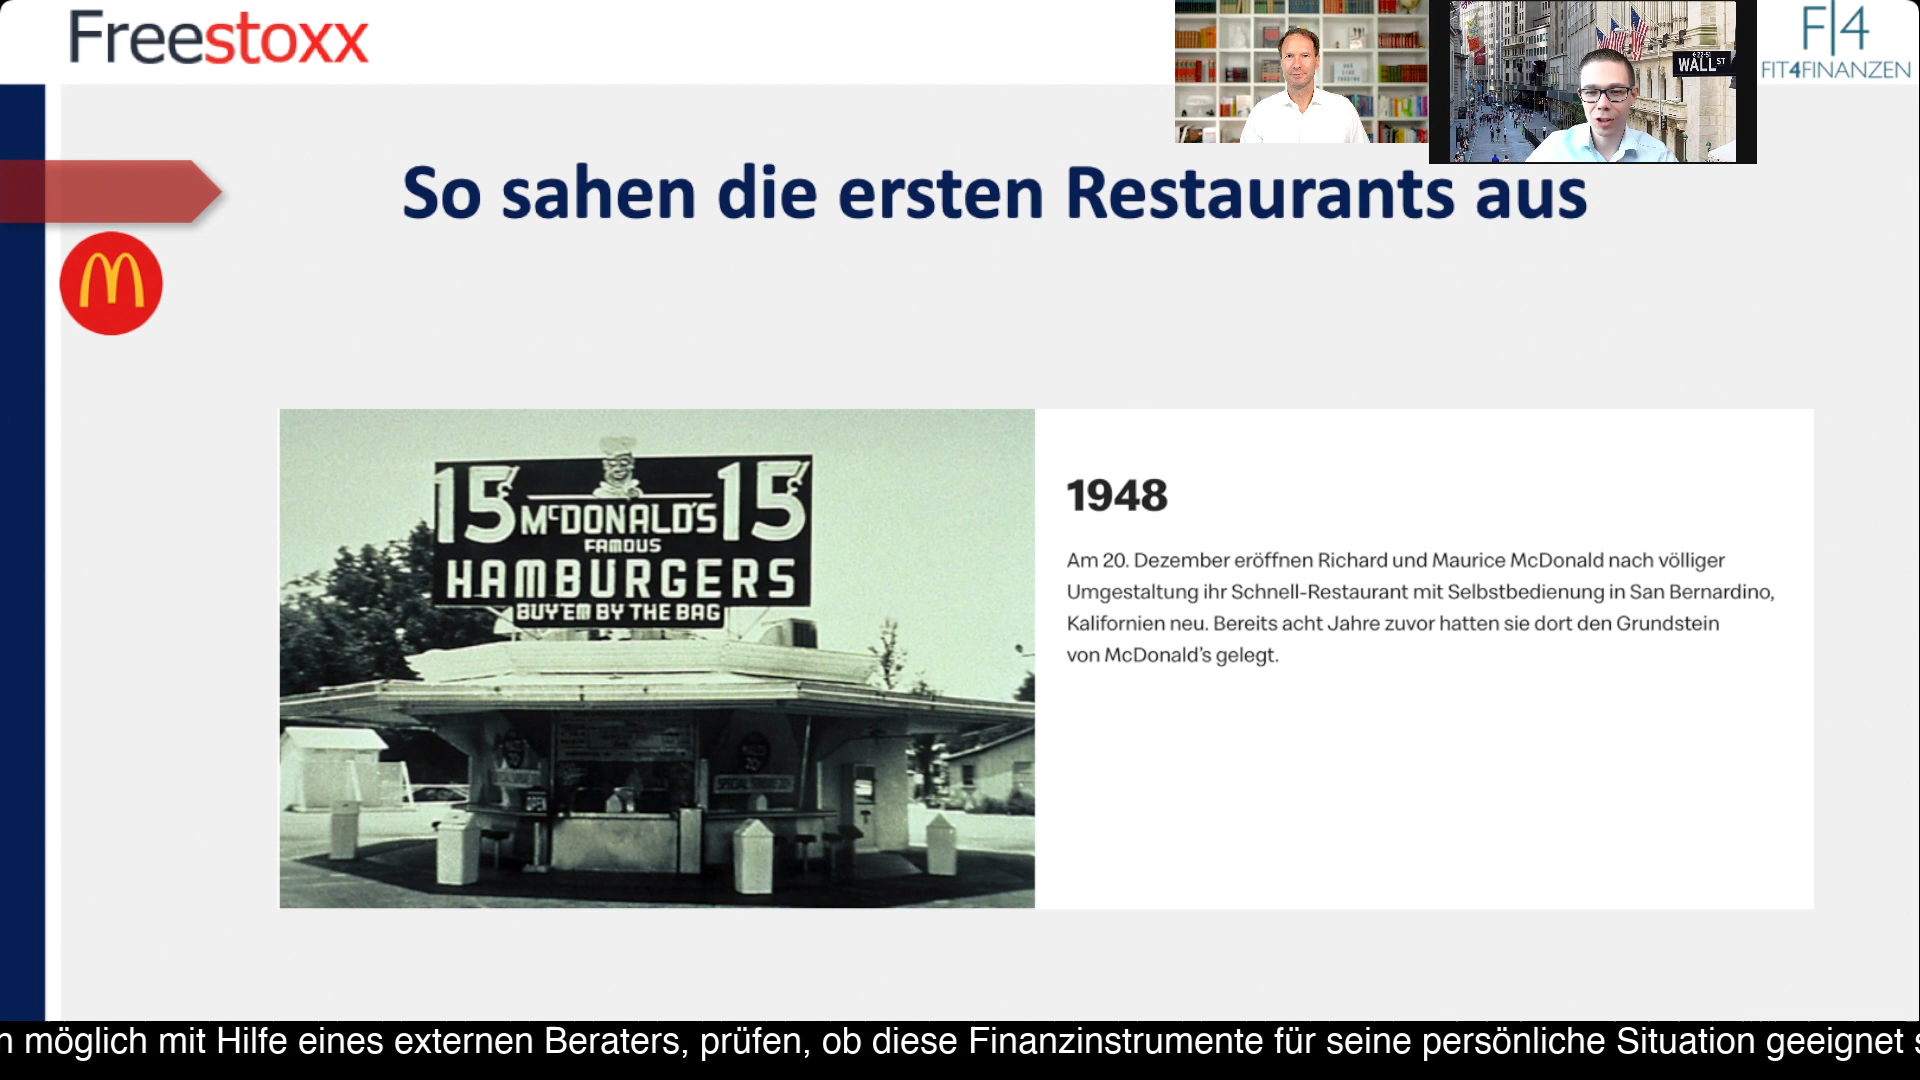 Freestoxx
WALL ST
F|4
FIT4FINANZEN
So sahen die ersten Restaurants aus
15¢ 15¢
McDONALD'S
FAMOUS
HAMBURGERS
BUY'EM BY THE BAG
OPEN
1948
Am 20. Dezember eröffnen Richard und Maurice McDonald nach völliger
Umgestaltung ihr Schnell-Restaurant mit Selbstbedienung in San Bernardino,
Kalifornien neu. Bereits acht Jahre zuvor hatten sie dort den Grundstein
von McDonald’s gelegt.
möglich mit Hilfe eines externen Beraters, prüfen, ob diese Finanzinstrumente für seine persönliche Situation geeignet